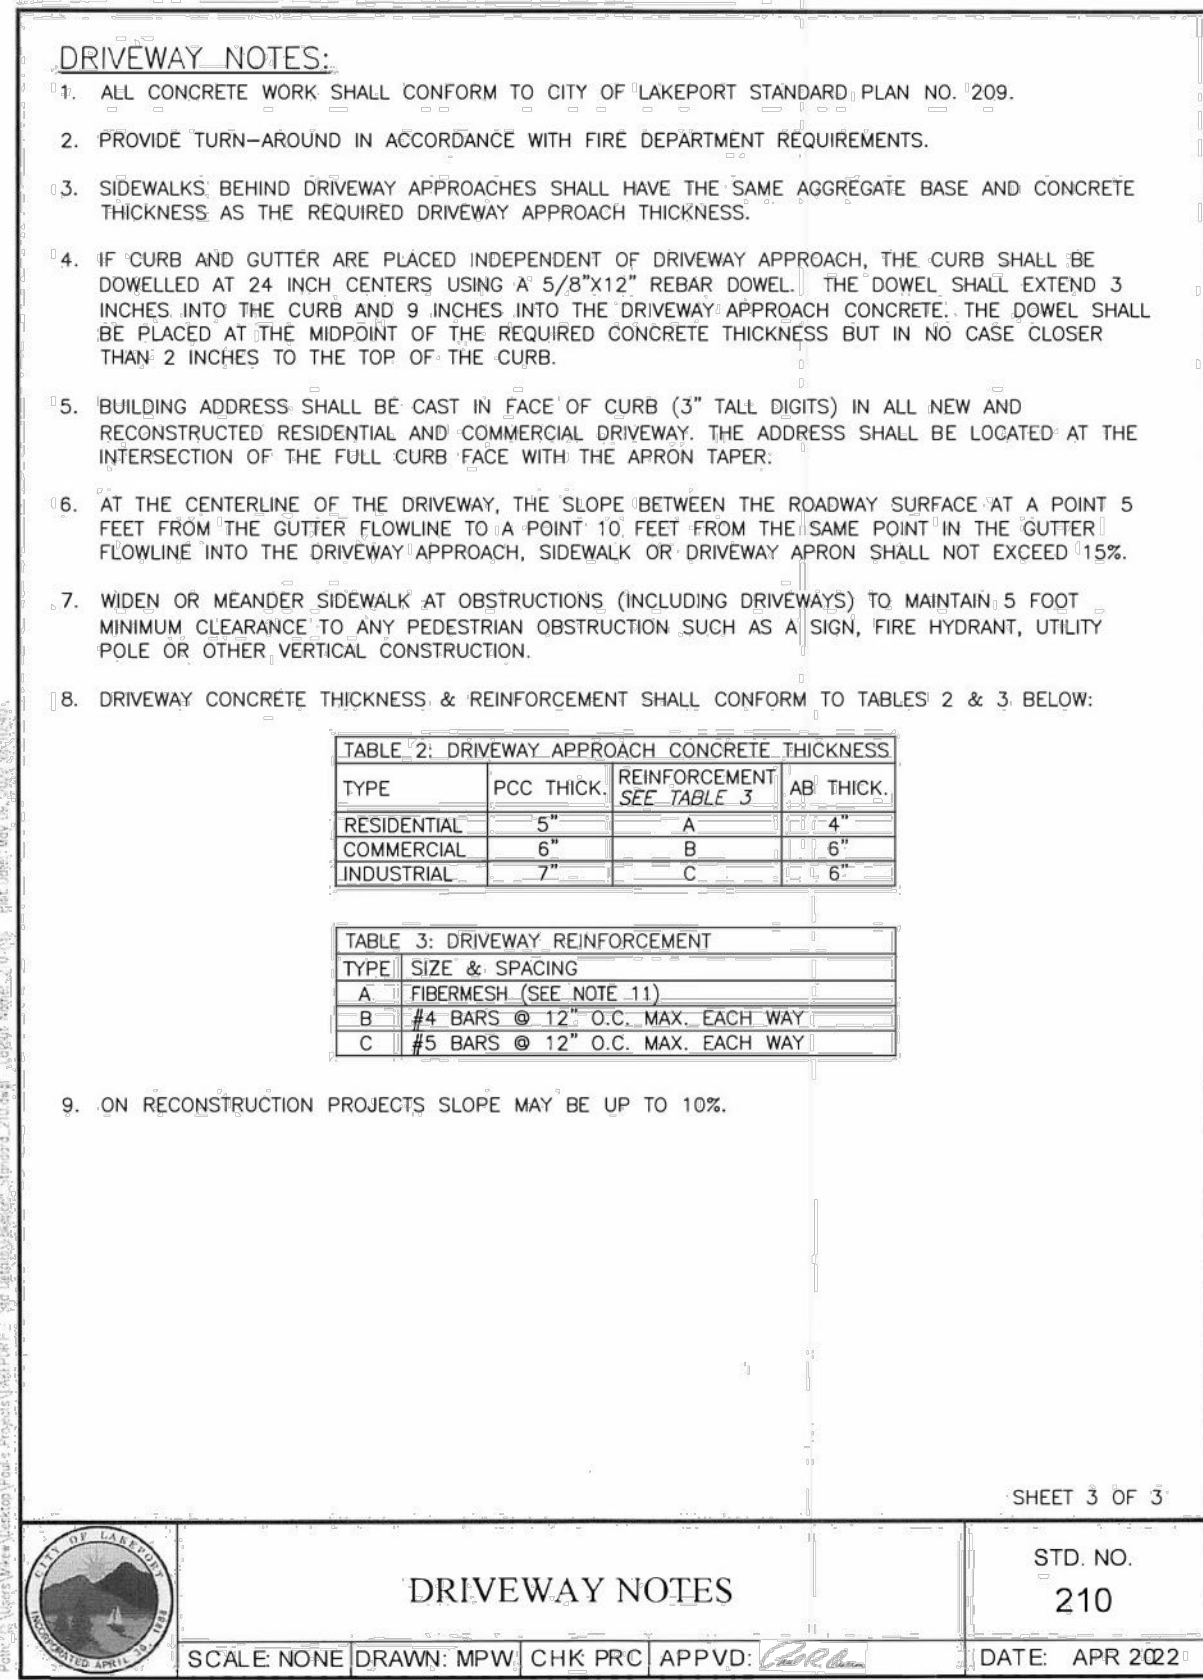 DRIVEWAY NOTES:
1. ALL CONCRETE WORK SHALL CONFORM TO CITY OF LAKEPORT STANDARD PLAN NO. 209.
2. PROVIDE TURN-AROUND IN ACCORDANCE WITH FIRE DEPARTMENT REQUIREMENTS.
3. SIDEWALKS BEHIND DRIVEWAY APPROACHES SHALL HAVE THE SAME AGGREGATE BASE AND CONCRETE
THICKNESS AS THE REQUIRED DRIVEWAY APPROACH THICKNESS.
4. IF CURB AND GUTTER ARE PLACED INDEPENDENT OF DRIVEWAY APPROACH, THE CURB SHALL BE
DOWELLED AT 24 INCH CENTERS USING A 5/8"X12" REBAR DOWEL. THE DOWEL SHALL EXTEND 3
INCHES INTO THE CURB AND 9 INCHES INTO THE DRIVEWAY APPROACH CONCRETE. THE DOWEL SHALL
BE PLACED AT THE MIDPOINT OF THE REQUIRED CONCRETE THICKNESS BUT IN NO CASE CLOSER
THAN 2 INCHES TO THE TOP OF THE CURB.
5. BUILDING ADDRESS SHALL BE CAST IN FACE OF CURB (3" TALL DIGITS) IN ALL NEW AND
RECONSTRUCTED RESIDENTIAL AND COMMERCIAL DRIVEWAY. THE ADDRESS SHALL BE LOCATED AT THE
INTERSECTION OF THE FULL CURB FACE WITH THE APRON TAPER.
6. AT THE CENTERLINE OF THE DRIVEWAY, THE SLOPE BETWEEN THE ROADWAY SURFACE AT A POINT 5
FEET FROM THE GUTTER FLOWLINE TO A POINT 10 FEET FROM THE SAME POINT IN THE GUTTER
FLOWLINE INTO THE DRIVEWAY APPROACH, SIDEWALK OR DRIVEWAY APRON SHALL NOT EXCEED 15%.
7. WIDEN OR MEANDER SIDEWALK AT OBSTRUCTIONS (INCLUDING DRIVEWAYS) TO MAINTAIN 5 FOOT
MINIMUM CLEARANCE TO ANY PEDESTRIAN OBSTRUCTION SUCH AS A SIGN, FIRE HYDRANT, UTILITY
POLE OR OTHER VERTICAL CONSTRUCTION.
8. DRIVEWAY CONCRETE THICKNESS & REINFORCEMENT SHALL CONFORM TO TABLES 2 & 3 BELOW:
TABLE 2: DRIVEWAY APPROACH CONCRETE THICKNESS
TYPE PCC THICK. REINFORCEMENT SEE TABLE 3 AB THICK.
RESIDENTIAL 5" A 4"
COMMERCIAL 6" B 6"
INDUSTRIAL 7" C 6"
TABLE 3: DRIVEWAY REINFORCEMENT
TYPE SIZE & SPACING
A FIBERMESH (SEE NOTE 11)
B #4 BARS @ 12" O.C. MAX. EACH WAY
C #5 BARS @ 12" O.C. MAX. EACH WAY
9. ON RECONSTRUCTION PROJECTS SLOPE MAY BE UP TO 10%.
SHEET 3 OF 3
CITY OF LAKEPORT
INCORPORATED APRIL 30, 1888
DRIVEWAY NOTES
STD. NO.
210
SCALE: NONE DRAWN: MPW CHK PRC APPVD: DATE: APR 2022